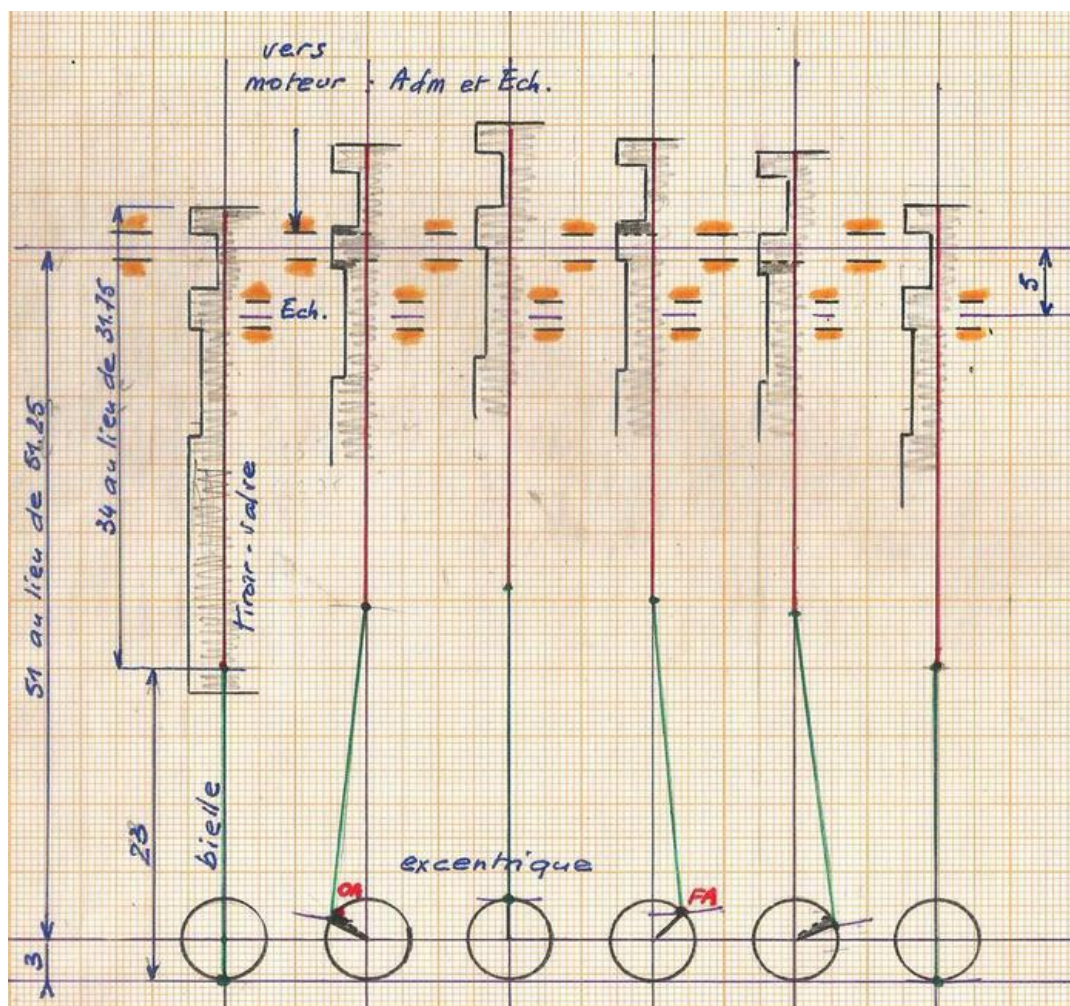 vers
moteur : Adm et Ech.
Ech.
5
51 au lieu de 51.25
34 au lieu de 31.75
tiroir-valve
23
bielle
excentrique
OA
FA
3